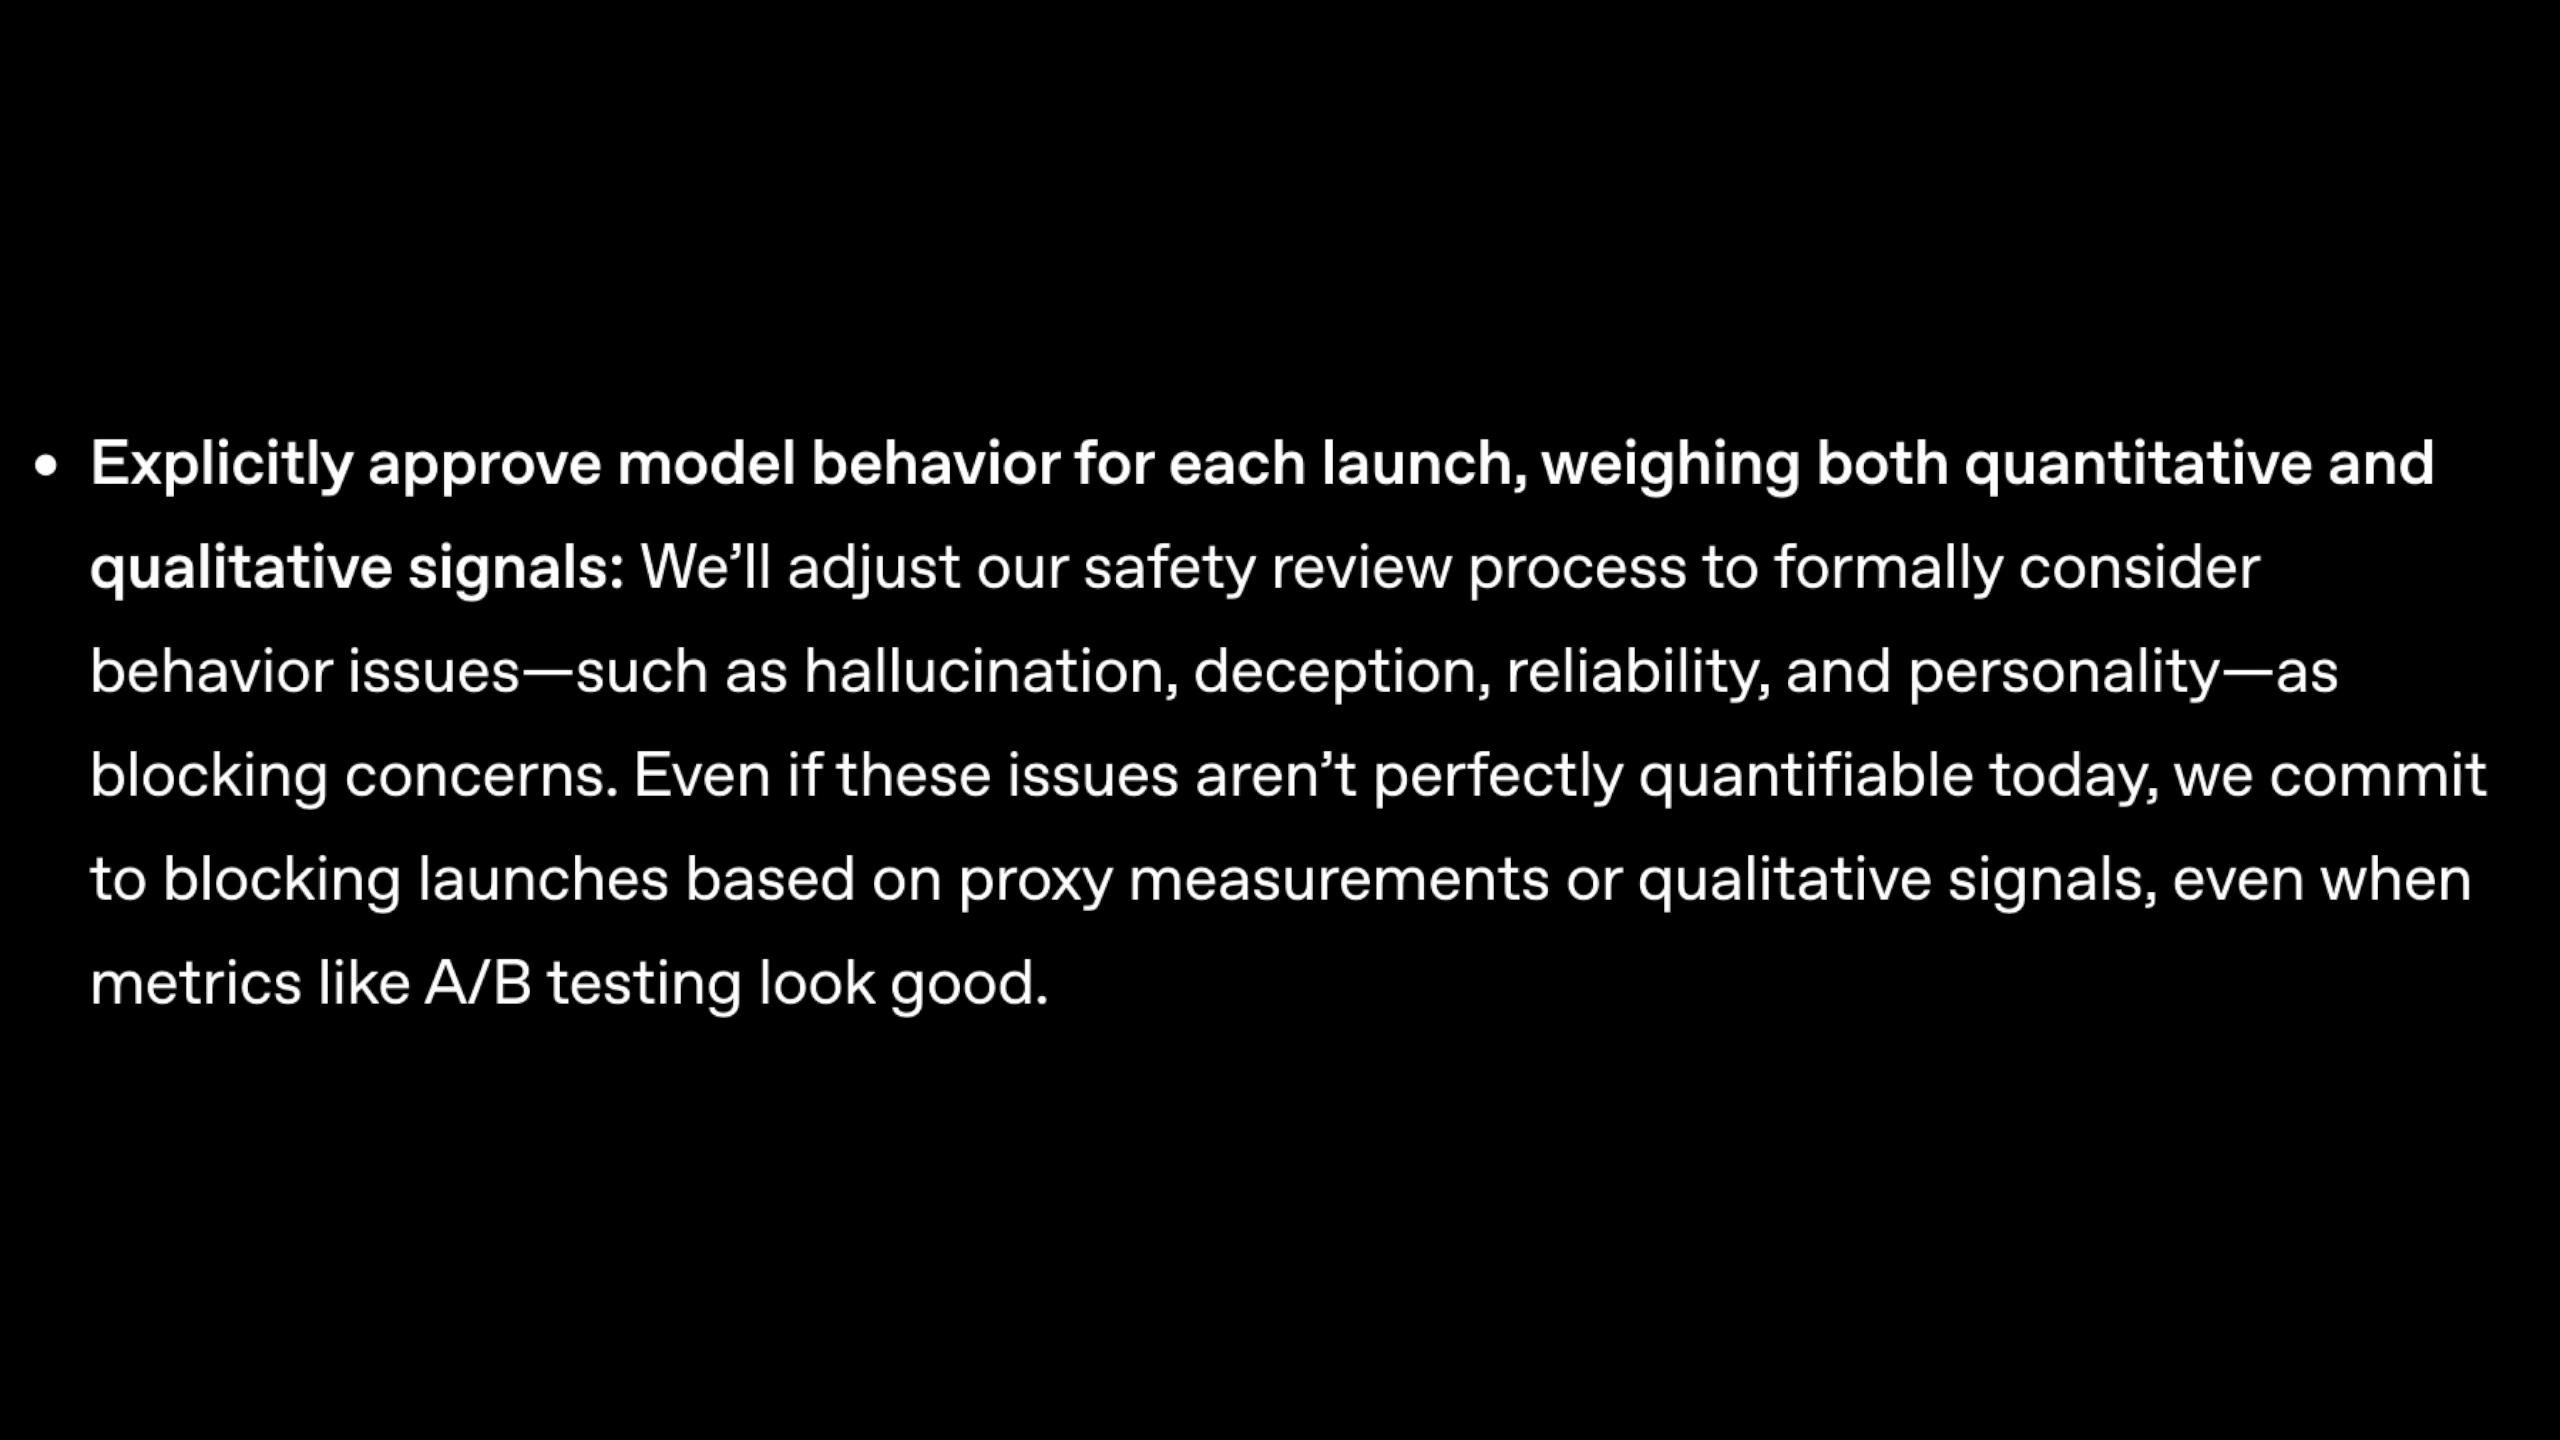 • Explicitly approve model behavior for each launch, weighing both quantitative and
qualitative signals: We’ll adjust our safety review process to formally consider
behavior issues—such as hallucination, deception, reliability, and personality—as
blocking concerns. Even if these issues aren’t perfectly quantifiable today, we commit
to blocking launches based on proxy measurements or qualitative signals, even when
metrics like A/B testing look good.